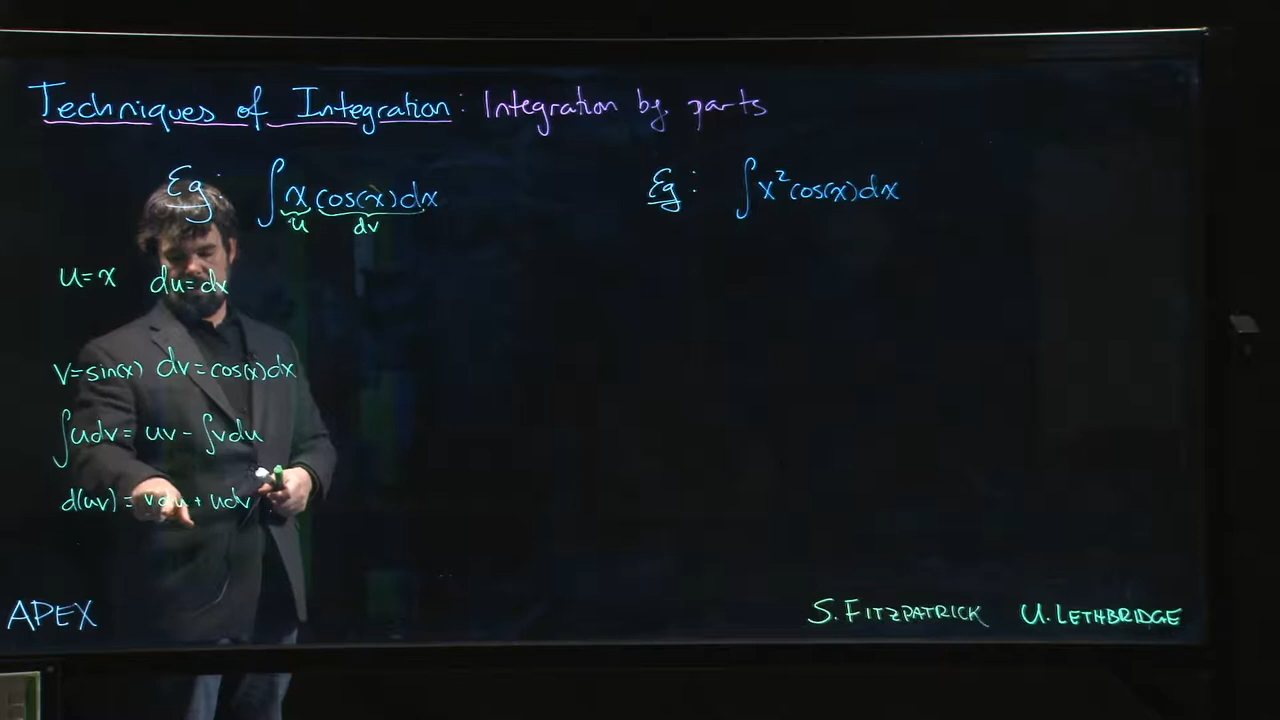 Techniques of Integration: Integration by parts
Eg: ∫x cos(x)dx
u dv
Eg: ∫x²cos(x)dx
u=x du=dx
v=sin(x) dv=cos(x)dx
∫udv= uv-∫vdu
d(uv)=vdu+udv
APEX
S. FITZPATRICK U. LETHBRIDGE